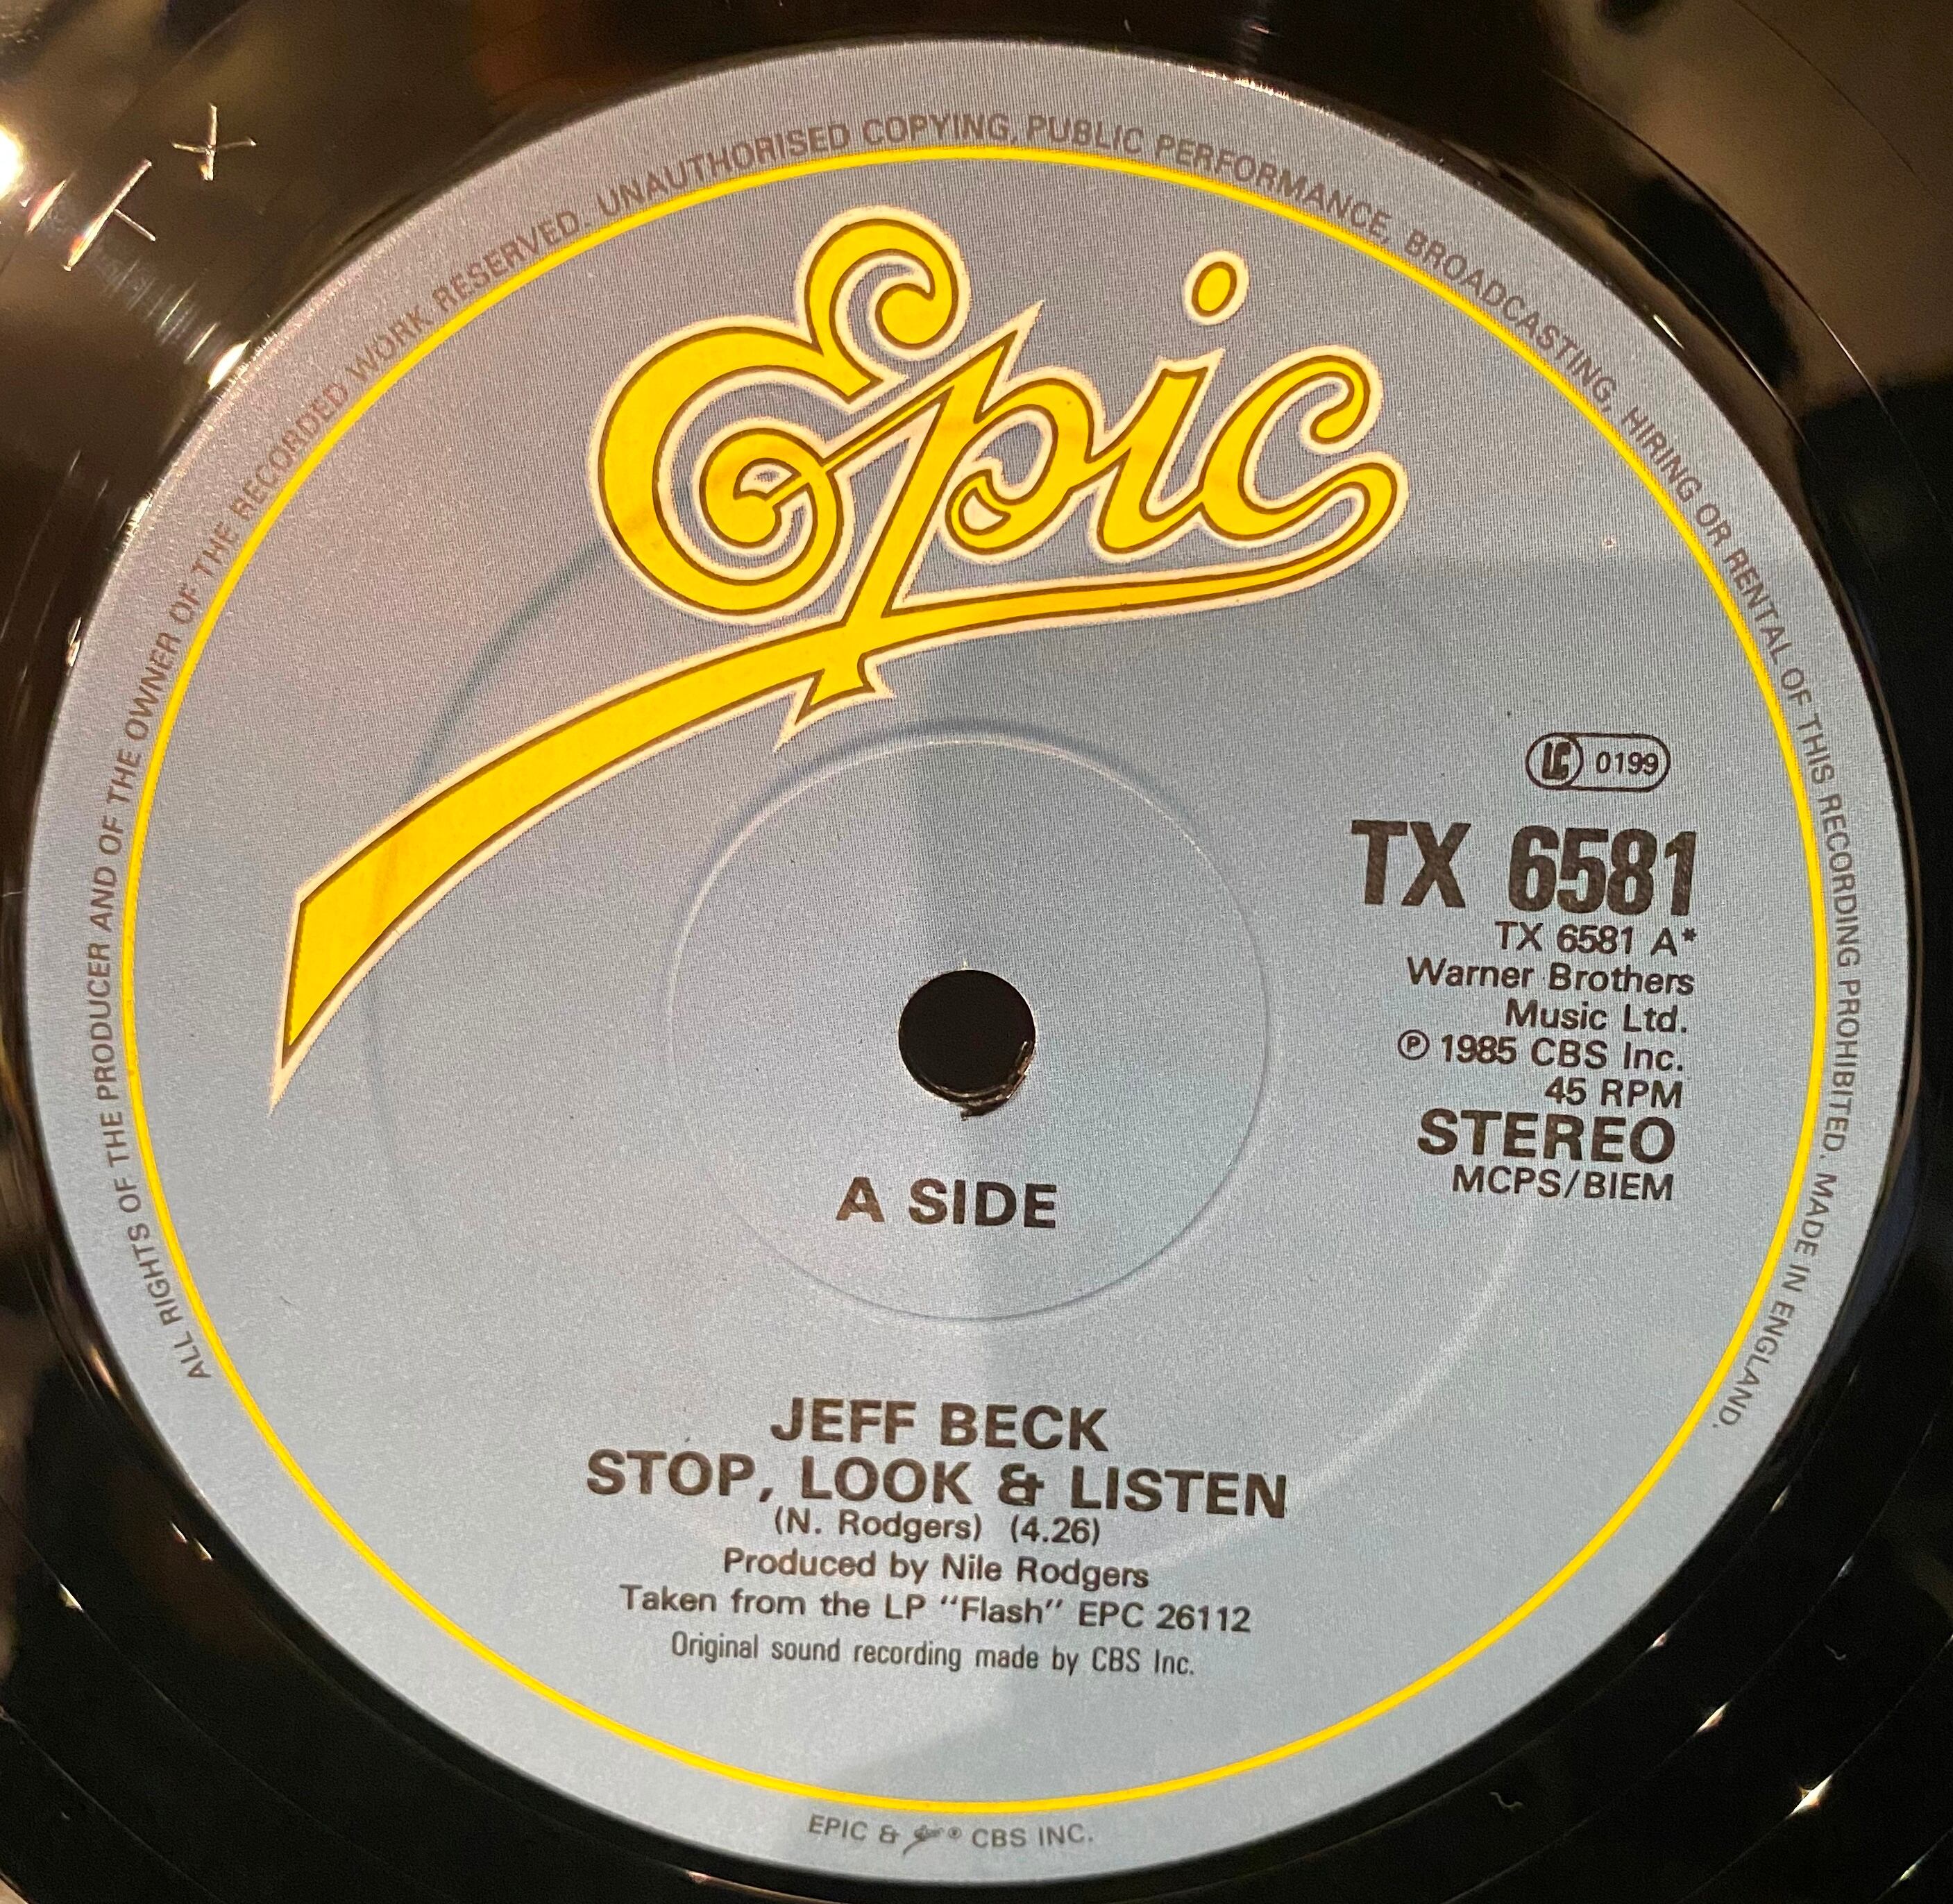 TX
ALL RIGHTS OF THE PRODUCER AND OF THE OWNER OF THE RECORDED WORK RESERVED. UNAUTHORISED COPYING, PUBLIC PERFORMANCE, BROADCASTING, HIRING OR RENTAL OF THIS RECORDING PROHIBITED. MADE IN ENGLAND.
Epic
LC 0199
TX 6581
TX 6581 A*
Warner Brothers
Music Ltd.
℗ 1985 CBS Inc.
45 RPM
STEREO
MCPS/BIEM
A SIDE
JEFF BECK
STOP, LOOK & LISTEN
(N. Rodgers) (4.26)
Produced by Nile Rodgers
Taken from the LP "Flash" EPC 26112
Original sound recording made by CBS Inc.
EPIC & Epic ® CBS INC.